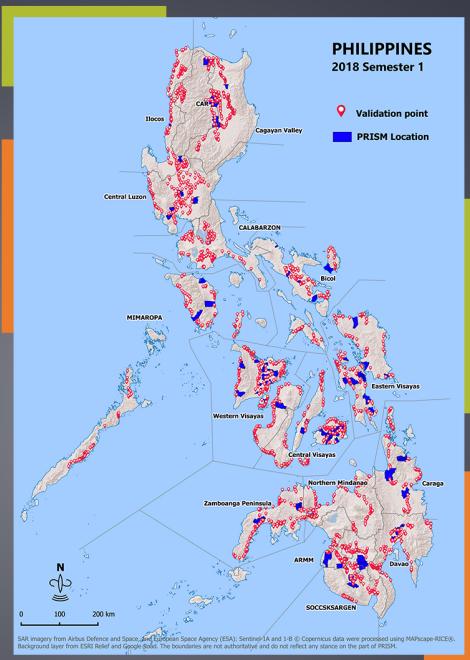 PHILIPPINES
2018 Semester 1
Validation point
PRISM Location
CAR
Ilocos
Cagayan Valley
Central Luzon
CALABARZON
Bicol
MIMAROPA
Eastern Visayas
Western Visayas
Central Visayas
Northern Mindanao
Caraga
Zamboanga Peninsula
ARMM
Davao
SOCCSKSARGEN
N
0 100 200 km
SAR imagery from Airbus Defence and Space, and European Space Agency (ESA); Sentinel-1A and 1-B © Copernicus data were processed using MAPscape-RICE®.
Background layer from ESRI Relief and Google Road. The boundaries are not authoritative and do not reflect any stance on the part of PRISM.